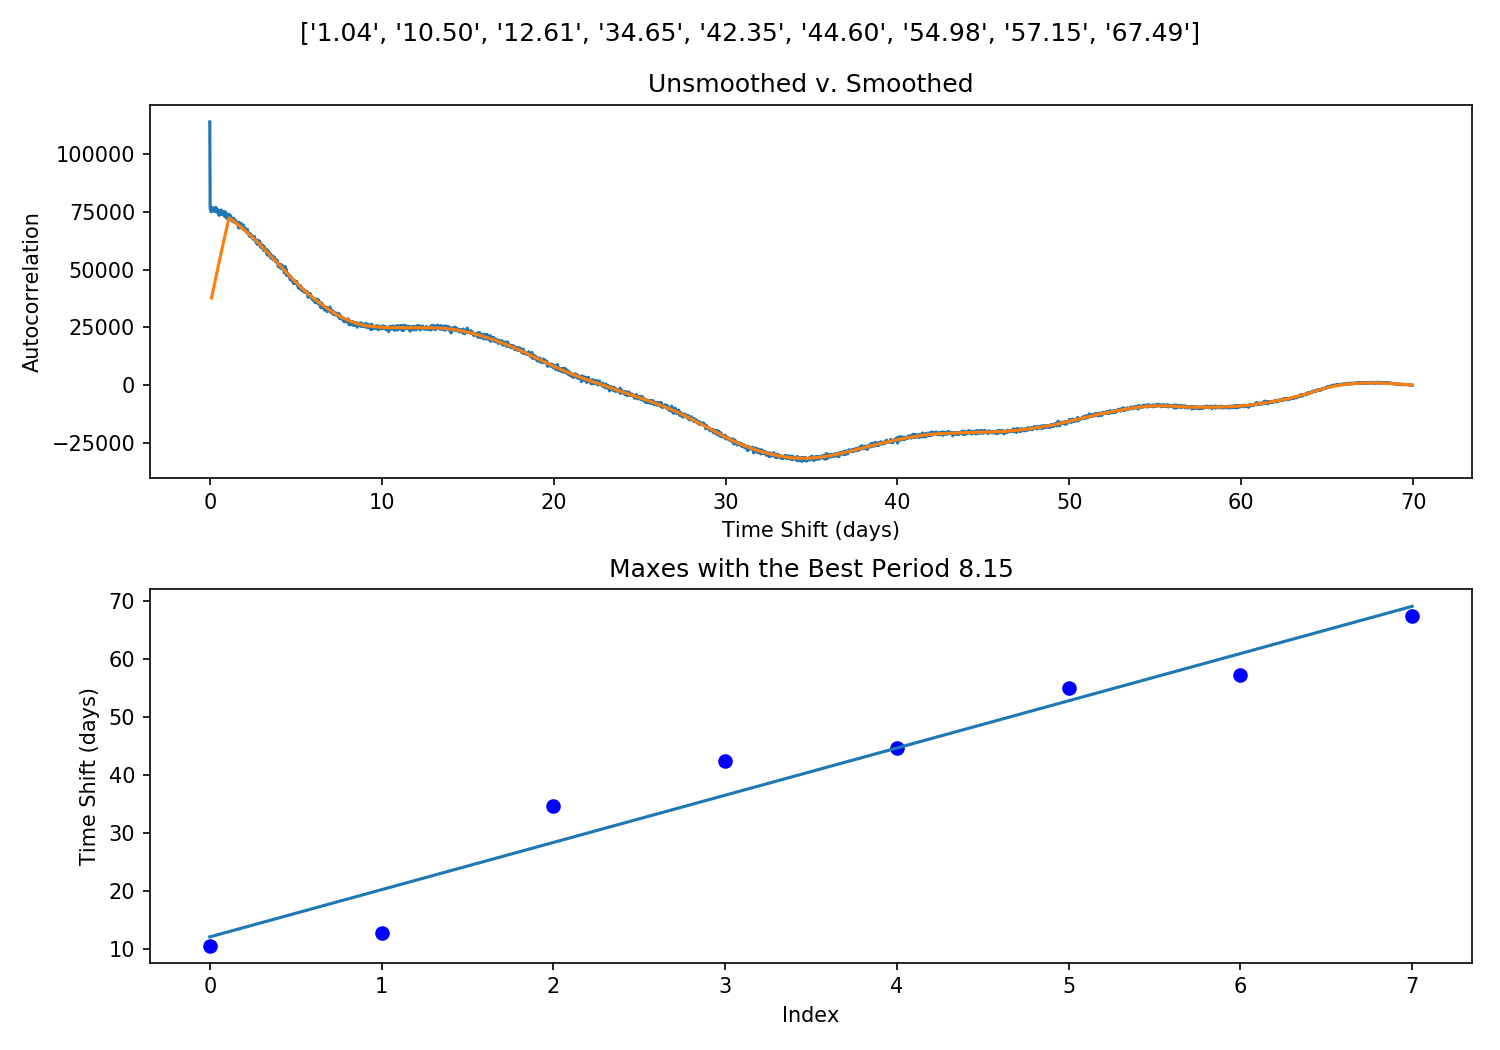 ['1.04', '10.50', '12.61', '34.65', '42.35', '44.60', '54.98', '57.15', '67.49']
Unsmoothed v. Smoothed
Autocorrelation
100000
75000
50000
25000
0
−25000
0 10 20 30 40 50 60 70
Time Shift (days)
Maxes with the Best Period 8.15
Time Shift (days)
70
60
50
40
30
20
10
0 1 2 3 4 5 6 7
Index